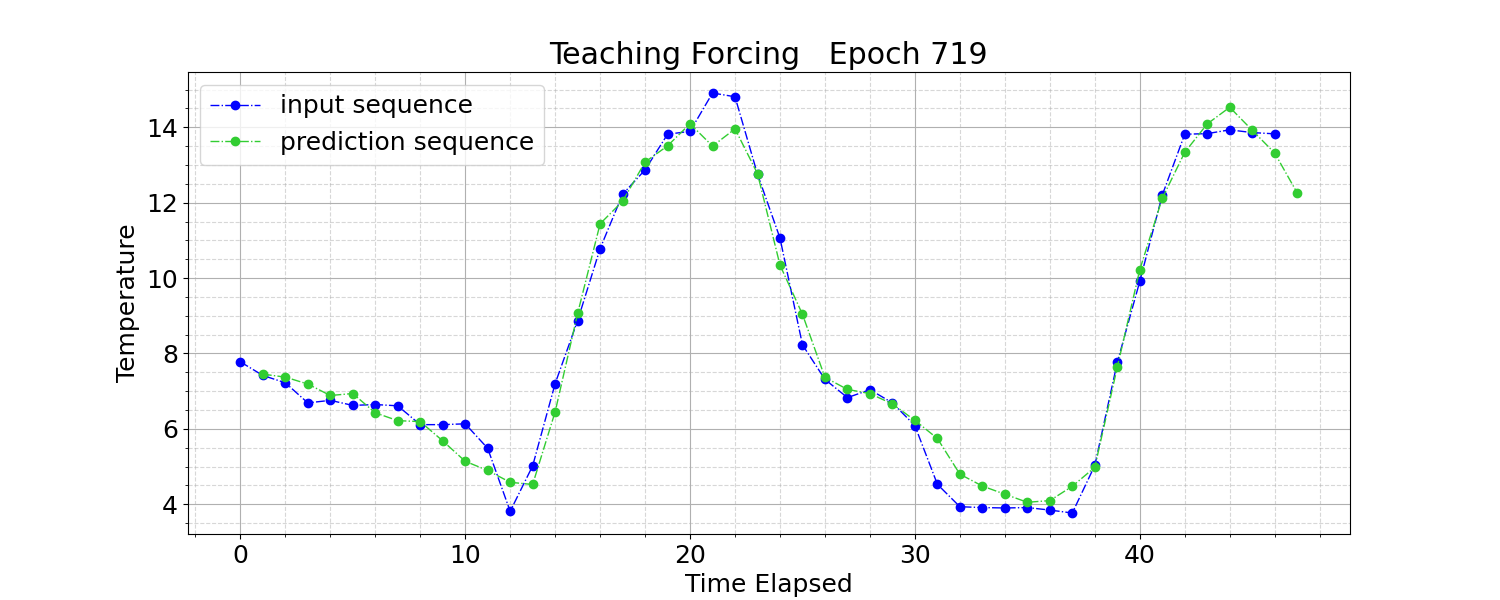 Teaching Forcing   Epoch 719
input sequence
prediction sequence
Temperature
14
12
10
8
6
4
0 10 20 30 40
Time Elapsed